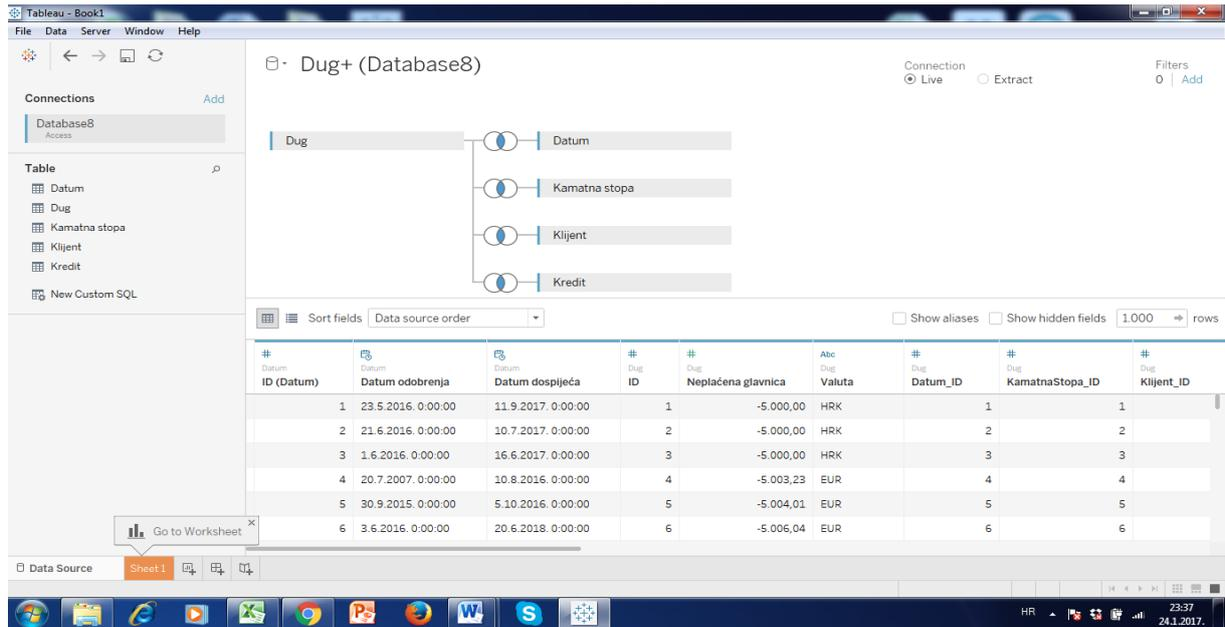 Tableau - Book1
File Data Server Window Help
Dug+ (Database8)
Connection
Live Extract
Filters
0 Add
Connections Add
Database8
Access
Table
Datum
Dug
Kamatna stopa
Klijent
Kredit
New Custom SQL
Dug
Datum
Kamatna stopa
Klijent
Kredit
Sort fields Data source order Show aliases Show hidden fields 1.000 rows
# # # Abc # # #
Datum Datum Datum Dug Dug Dug Dug Dug Dug
ID (Datum) Datum odobrenja Datum dospijeća ID Neplaćena glavnica Valuta Datum_ID KamatnaStopa_ID Klijent_ID
1 23.5.2016. 0:00:00 11.9.2017. 0:00:00 1 -5.000,00 HRK 1 1
2 21.6.2016. 0:00:00 10.7.2017. 0:00:00 2 -5.000,00 HRK 2 2
3 1.6.2016. 0:00:00 16.6.2017. 0:00:00 3 -5.000,00 HRK 3 3
4 20.7.2007. 0:00:00 10.8.2016. 0:00:00 4 -5.003,23 EUR 4 4
5 30.9.2015. 0:00:00 5.10.2016. 0:00:00 5 -5.004,01 EUR 5 5
6 3.6.2016. 0:00:00 20.6.2018. 0:00:00 6 -5.006,04 EUR 6 6
Go to Worksheet
Data Source Sheet 1
HR 23:37
24.1.2017.